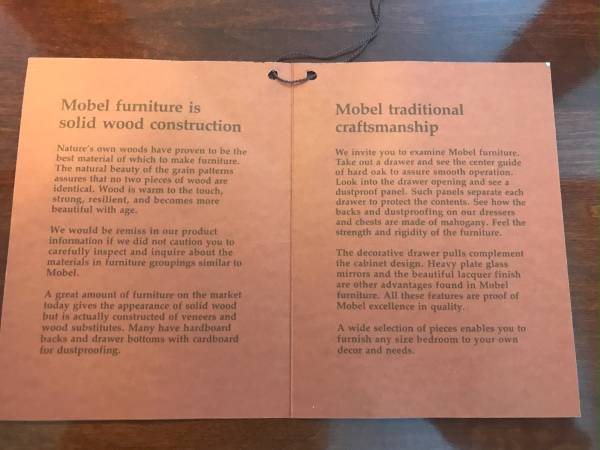 Mobel furniture is
solid wood construction
Nature's own woods have proven to be the
best material of which to make furniture.
The natural beauty of the grain patterns
assures that no two pieces of wood are
identical. Wood is warm to the touch,
strong, resilient, and becomes more
beautiful with age.
We would be remiss in our product
information if we did not caution you to
carefully inspect and inquire about the
materials in furniture groupings similar to
Mobel.
A great amount of furniture on the market
today gives the appearance of solid wood
but is actually constructed of veneers and
wood substitutes. Many have hardboard
backs and drawer bottoms with cardboard
for dustproofing.
Mobel traditional
craftsmanship
We invite you to examine Mobel furniture.
Take out a drawer and see the center guide
of hard oak to assure smooth operation.
Look into the drawer opening and see a
dustproof panel. Such panels separate each
drawer to protect the contents. See how the
backs and dustproofing on our dressers
and chests are made of mahogany. Feel the
strength and rigidity of the furniture.
The decorative drawer pulls complement
the cabinet design. Heavy plate glass
mirrors and the beautiful lacquer finish
are other advantages found in Mobel
furniture. All these features are proof of
Mobel excellence in quality.
A wide selection of pieces enables you to
furnish any size bedroom to your own
decor and needs.